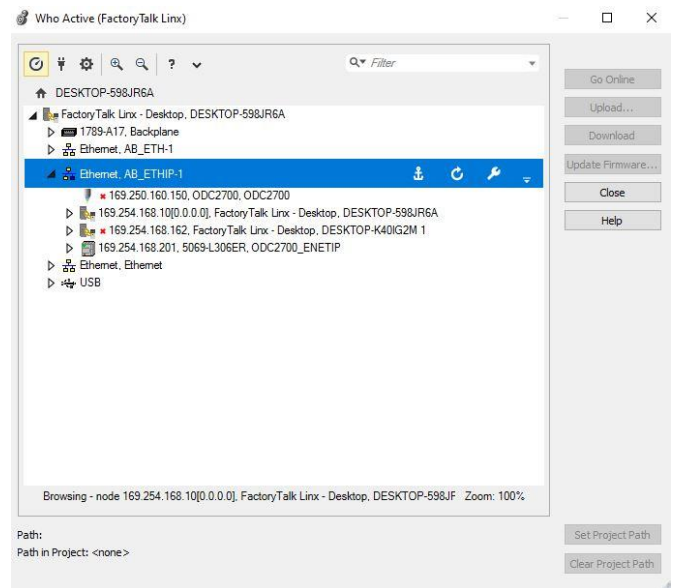 Who Active (FactoryTalk Linx)
Filter
DESKTOP-598JR6A
FactoryTalk Linx - Desktop, DESKTOP-598JR6A
1789-A17, Backplane
Ethernet, AB_ETH-1
Ethernet, AB_ETHIP-1
169.250.160.150, ODC2700, ODC2700
169.254.168.10[0.0.0.0], FactoryTalk Linx - Desktop, DESKTOP-598JR6A
169.254.168.162, FactoryTalk Linx - Desktop, DESKTOP-K40IG2M 1
169.254.168.201, 5069-L306ER, ODC2700_ENETIP
Ethernet, Ethernet
USB
Browsing - node 169.254.168.10[0.0.0.0], FactoryTalk Linx - Desktop, DESKTOP-598JF Zoom: 100%
Go Online
Upload...
Download
Update Firmware...
Close
Help
Path:
Path in Project: <none>
Set Project Path
Clear Project Path